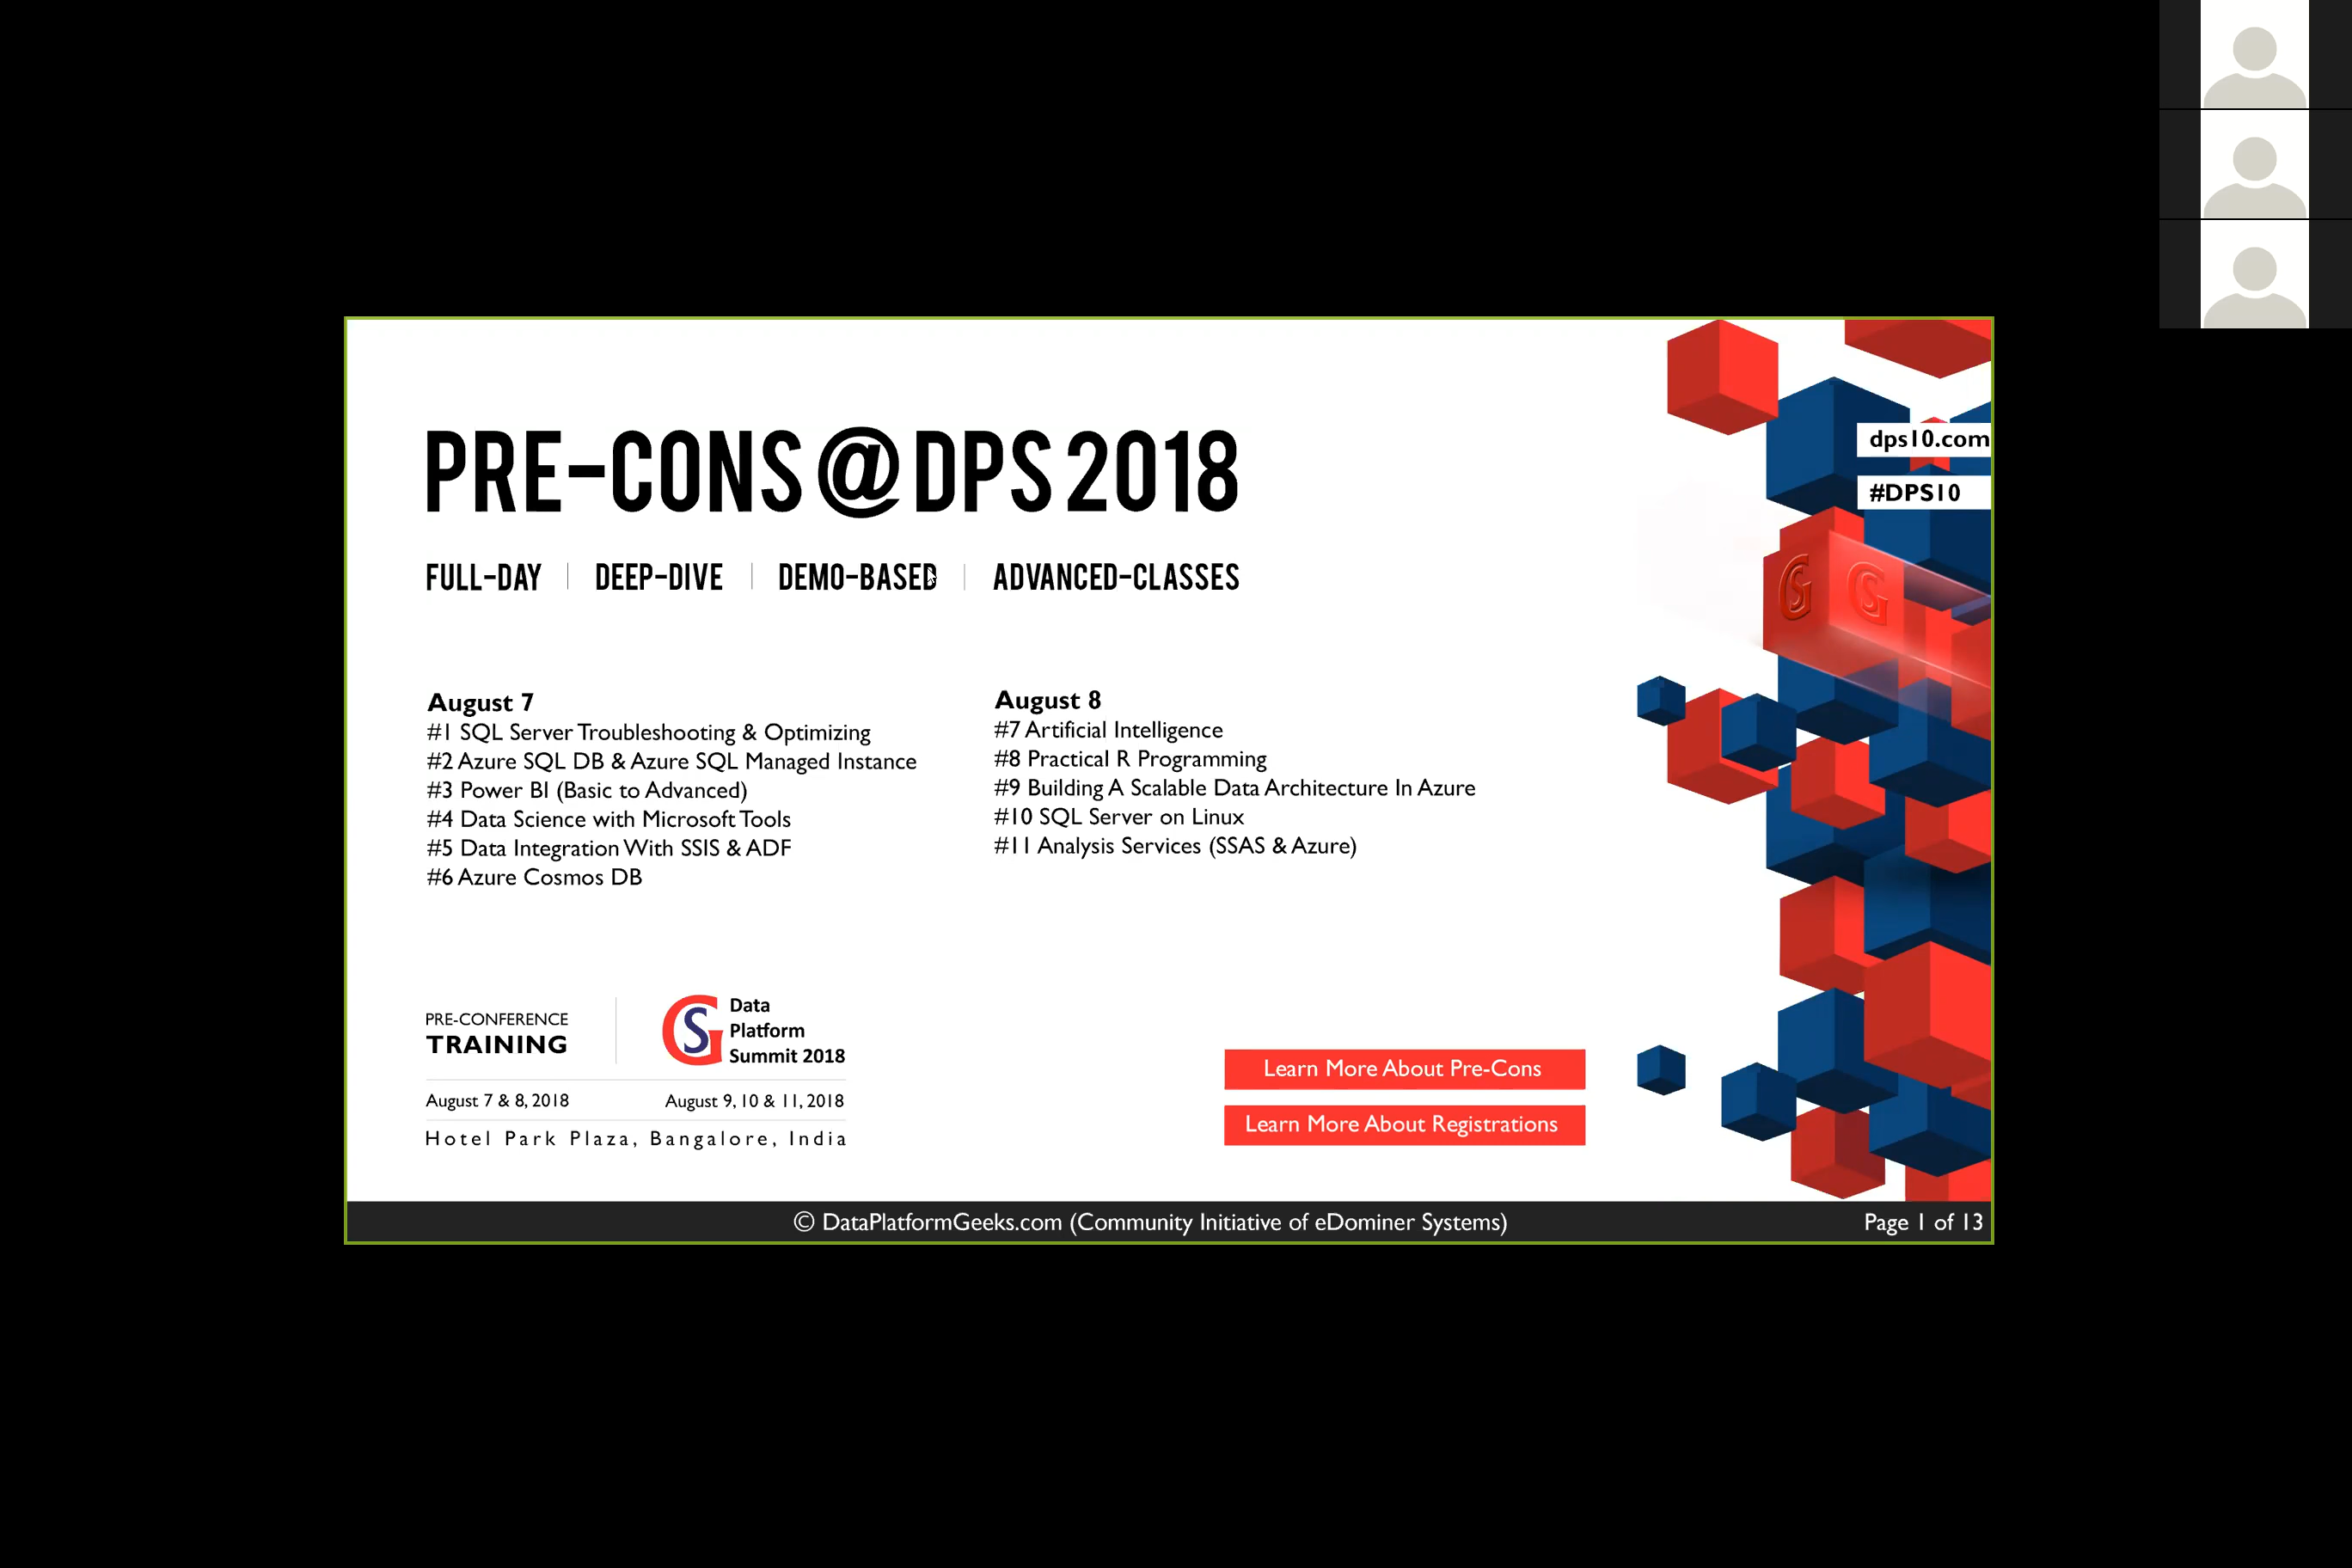 PRE-CONS @ DPS 2018
FULL-DAY | DEEP-DIVE | DEMO-BASED | ADVANCED-CLASSES
dps10.com
#DPS10
GS GS
August 7
#1 SQL Server Troubleshooting & Optimizing
#2 Azure SQL DB & Azure SQL Managed Instance
#3 Power BI (Basic to Advanced)
#4 Data Science with Microsoft Tools
#5 Data Integration With SSIS & ADF
#6 Azure Cosmos DB
August 8
#7 Artificial Intelligence
#8 Practical R Programming
#9 Building A Scalable Data Architecture In Azure
#10 SQL Server on Linux
#11 Analysis Services (SSAS & Azure)
PRE-CONFERENCE
TRAINING
GS
Data
Platform
Summit 2018
August 7 & 8, 2018
August 9, 10 & 11, 2018
Hotel Park Plaza, Bangalore, India
Learn More About Pre-Cons
Learn More About Registrations
© DataPlatformGeeks.com (Community Initiative of eDominer Systems)
Page 1 of 13